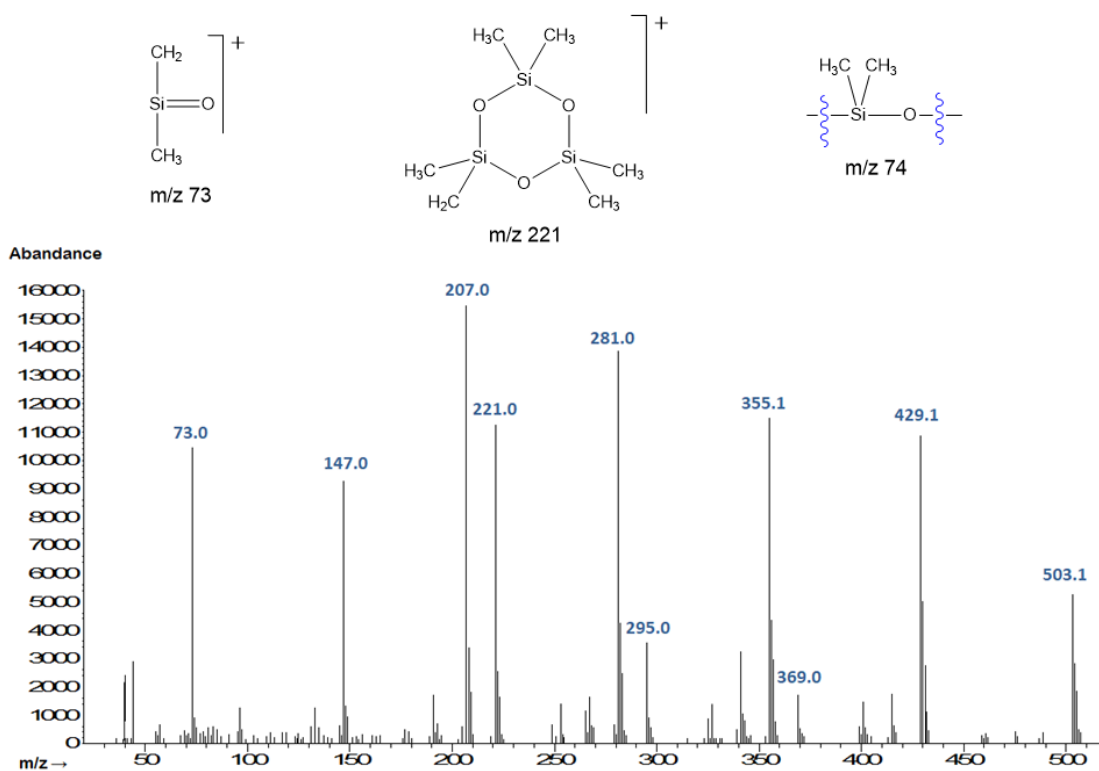 CH2
Si
O
CH3
+
m/z 73
H3C
CH3
Si
O
O
Si
Si
H3C
CH3
O
H2C
CH3
+
m/z 221
H3C
CH3
Si
O
m/z 74
Abandance
16000
15000
14000
13000
12000
11000
10000
9000
8000
7000
6000
5000
4000
3000
2000
1000
0
207.0
281.0
221.0
355.1
429.1
73.0
147.0
503.1
295.0
369.0
50
100
150
200
250
300
350
400
450
500
m/z →